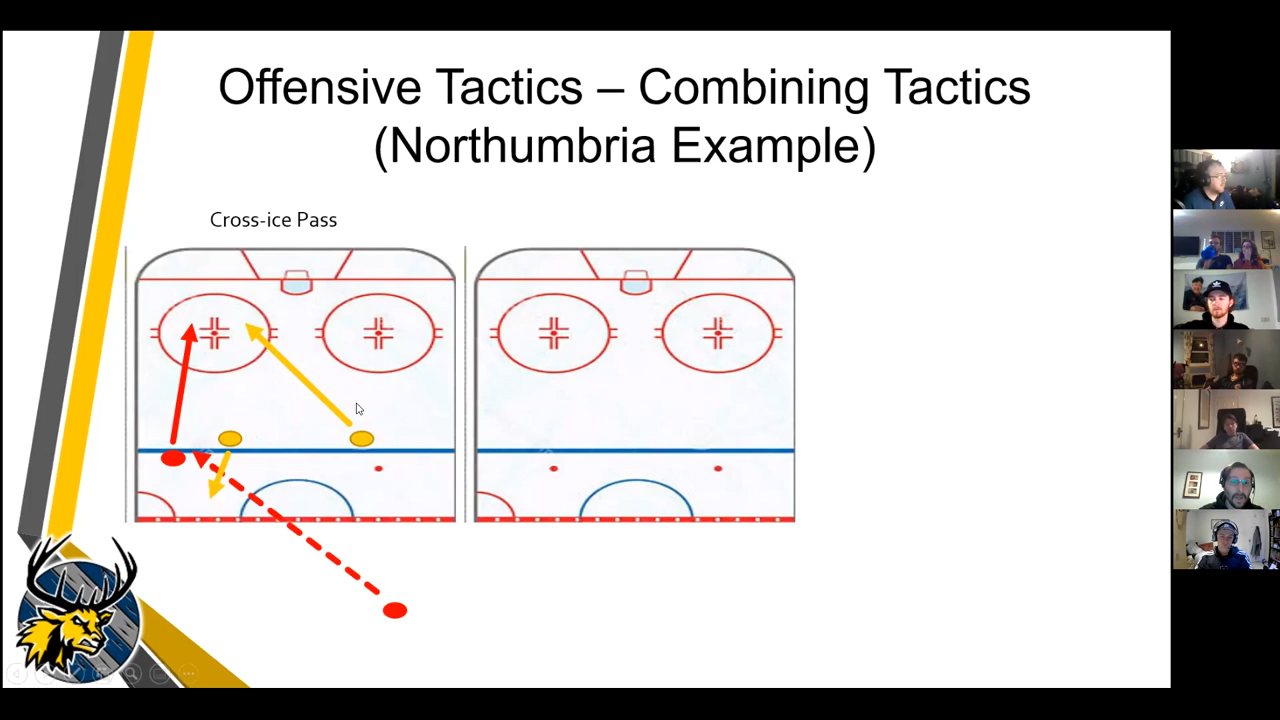 Offensive Tactics – Combining Tactics
(Northumbria Example)
Cross-ice Pass